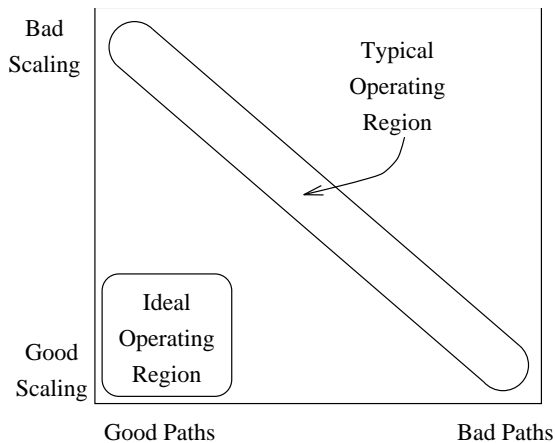 Bad
Scaling
Typical
Operating
Region
Ideal
Operating
Region
Good
Scaling
Good Paths
Bad Paths